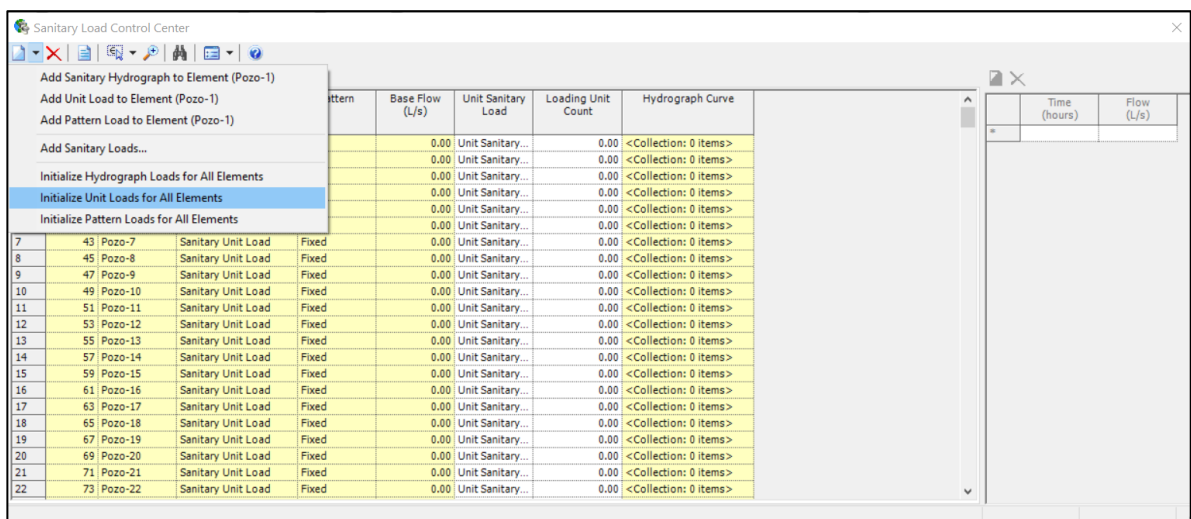 Sanitary Load Control Center
Add Sanitary Hydrograph to Element (Pozo-1)
Add Unit Load to Element (Pozo-1)
Add Pattern Load to Element (Pozo-1)
Add Sanitary Loads...
Initialize Hydrograph Loads for All Elements
Initialize Unit Loads for All Elements
Initialize Pattern Loads for All Elements
ttern Base Flow (L/s) Unit Sanitary Load Loading Unit Count Hydrograph Curve
0.00 Unit Sanitary... 0.00 <Collection: 0 items>
0.00 Unit Sanitary... 0.00 <Collection: 0 items>
0.00 Unit Sanitary... 0.00 <Collection: 0 items>
0.00 Unit Sanitary... 0.00 <Collection: 0 items>
0.00 Unit Sanitary... 0.00 <Collection: 0 items>
0.00 Unit Sanitary... 0.00 <Collection: 0 items>
7 43 Pozo-7 Sanitary Unit Load Fixed 0.00 Unit Sanitary... 0.00 <Collection: 0 items>
8 45 Pozo-8 Sanitary Unit Load Fixed 0.00 Unit Sanitary... 0.00 <Collection: 0 items>
9 47 Pozo-9 Sanitary Unit Load Fixed 0.00 Unit Sanitary... 0.00 <Collection: 0 items>
10 49 Pozo-10 Sanitary Unit Load Fixed 0.00 Unit Sanitary... 0.00 <Collection: 0 items>
11 51 Pozo-11 Sanitary Unit Load Fixed 0.00 Unit Sanitary... 0.00 <Collection: 0 items>
12 53 Pozo-12 Sanitary Unit Load Fixed 0.00 Unit Sanitary... 0.00 <Collection: 0 items>
13 55 Pozo-13 Sanitary Unit Load Fixed 0.00 Unit Sanitary... 0.00 <Collection: 0 items>
14 57 Pozo-14 Sanitary Unit Load Fixed 0.00 Unit Sanitary... 0.00 <Collection: 0 items>
15 59 Pozo-15 Sanitary Unit Load Fixed 0.00 Unit Sanitary... 0.00 <Collection: 0 items>
16 61 Pozo-16 Sanitary Unit Load Fixed 0.00 Unit Sanitary... 0.00 <Collection: 0 items>
17 63 Pozo-17 Sanitary Unit Load Fixed 0.00 Unit Sanitary... 0.00 <Collection: 0 items>
18 65 Pozo-18 Sanitary Unit Load Fixed 0.00 Unit Sanitary... 0.00 <Collection: 0 items>
19 67 Pozo-19 Sanitary Unit Load Fixed 0.00 Unit Sanitary... 0.00 <Collection: 0 items>
20 69 Pozo-20 Sanitary Unit Load Fixed 0.00 Unit Sanitary... 0.00 <Collection: 0 items>
21 71 Pozo-21 Sanitary Unit Load Fixed 0.00 Unit Sanitary... 0.00 <Collection: 0 items>
22 73 Pozo-22 Sanitary Unit Load Fixed 0.00 Unit Sanitary... 0.00 <Collection: 0 items>
Time (hours) Flow (L/s)
*